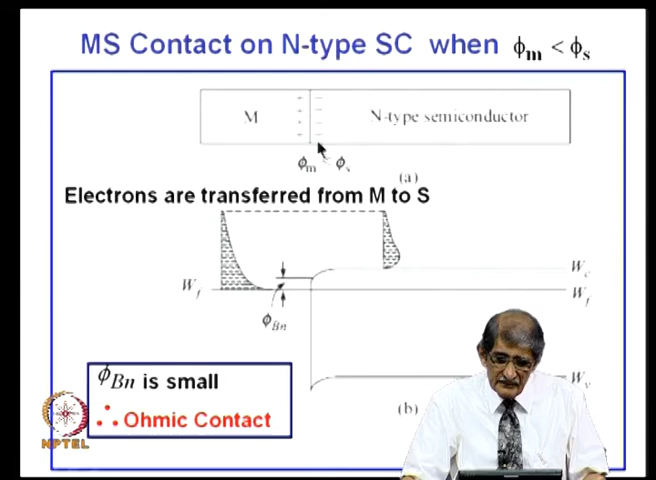 MS Contact on N-type SC when ϕm < ϕs
M
N-type semiconductor
ϕm < ϕs
(a)
Electrons are transferred from M to S
Wc
Wf
Wf
ϕBn
Wv
(b)
ϕBn is small
∴ Ohmic Contact
NPTEL